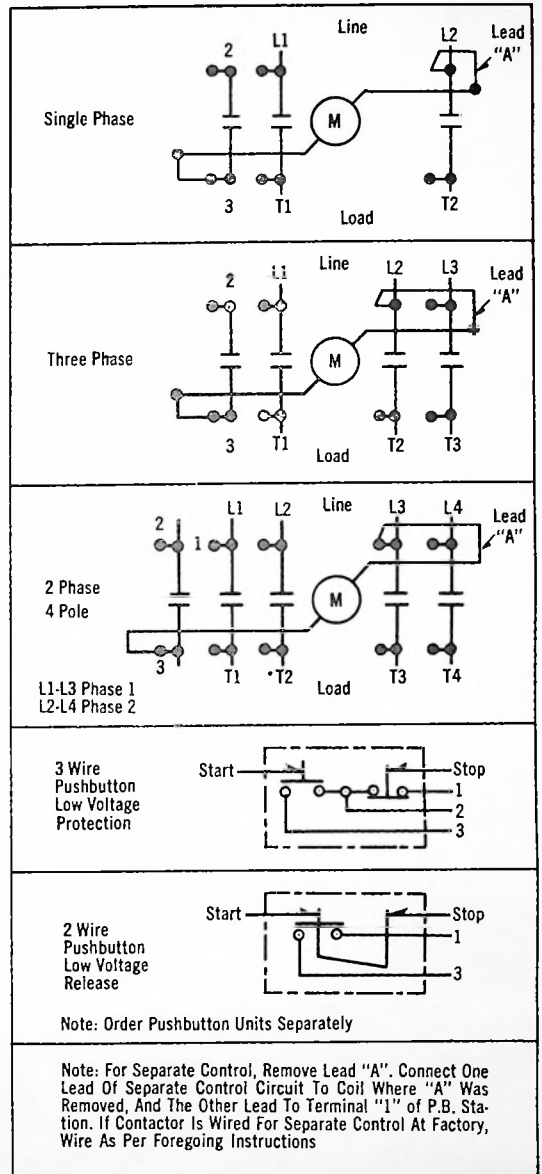 Single Phase
2
L1
Line
L2
Lead
"A"
M
3
T1
T2
Load
Three Phase
2
L1
Line
L2
L3
Lead
"A"
M
3
T1
T2
T3
Load
2 Phase
4 Pole
2
1
L1
L2
Line
L3
L4
Lead
"A"
M
3
T1
T2
T3
T4
Load
L1-L3 Phase 1
L2-L4 Phase 2
3 Wire
Pushbutton
Low Voltage
Protection
Start
Stop
1
2
3
2 Wire
Pushbutton
Low Voltage
Release
Start
Stop
1
3
Note: Order Pushbutton Units Separately
Note: For Separate Control, Remove Lead "A". Connect One
Lead Of Separate Control Circuit To Coil Where "A" Was
Removed, And The Other Lead To Terminal "1" of P.B. Sta-
tion. If Contactor Is Wired For Separate Control At Factory,
Wire As Per Foregoing Instructions